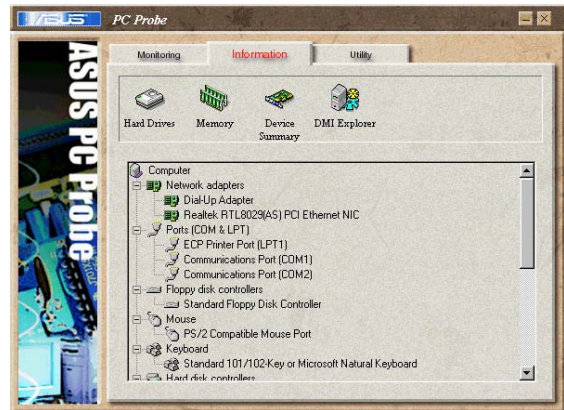 ASUS PC Probe
ASUS PC Probe
Monitoring Information Utility
Hard Drives Memory Device Summary DMI Explorer
Computer
Network adapters
Dial-Up Adapter
Realtek RTL8029(AS) PCI Ethernet NIC
Ports (COM & LPT)
ECP Printer Port (LPT1)
Communications Port (COM1)
Communications Port (COM2)
Floppy disk controllers
Standard Floppy Disk Controller
Mouse
PS/2 Compatible Mouse Port
Keyboard
Standard 101/102-Key or Microsoft Natural Keyboard
Hard disk controllers